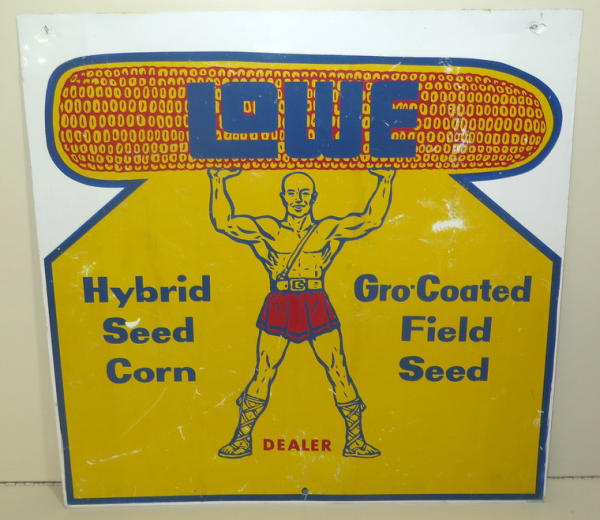 LOWE
Hybrid
Seed
Corn
Gro-Coated
Field
Seed
DEALER